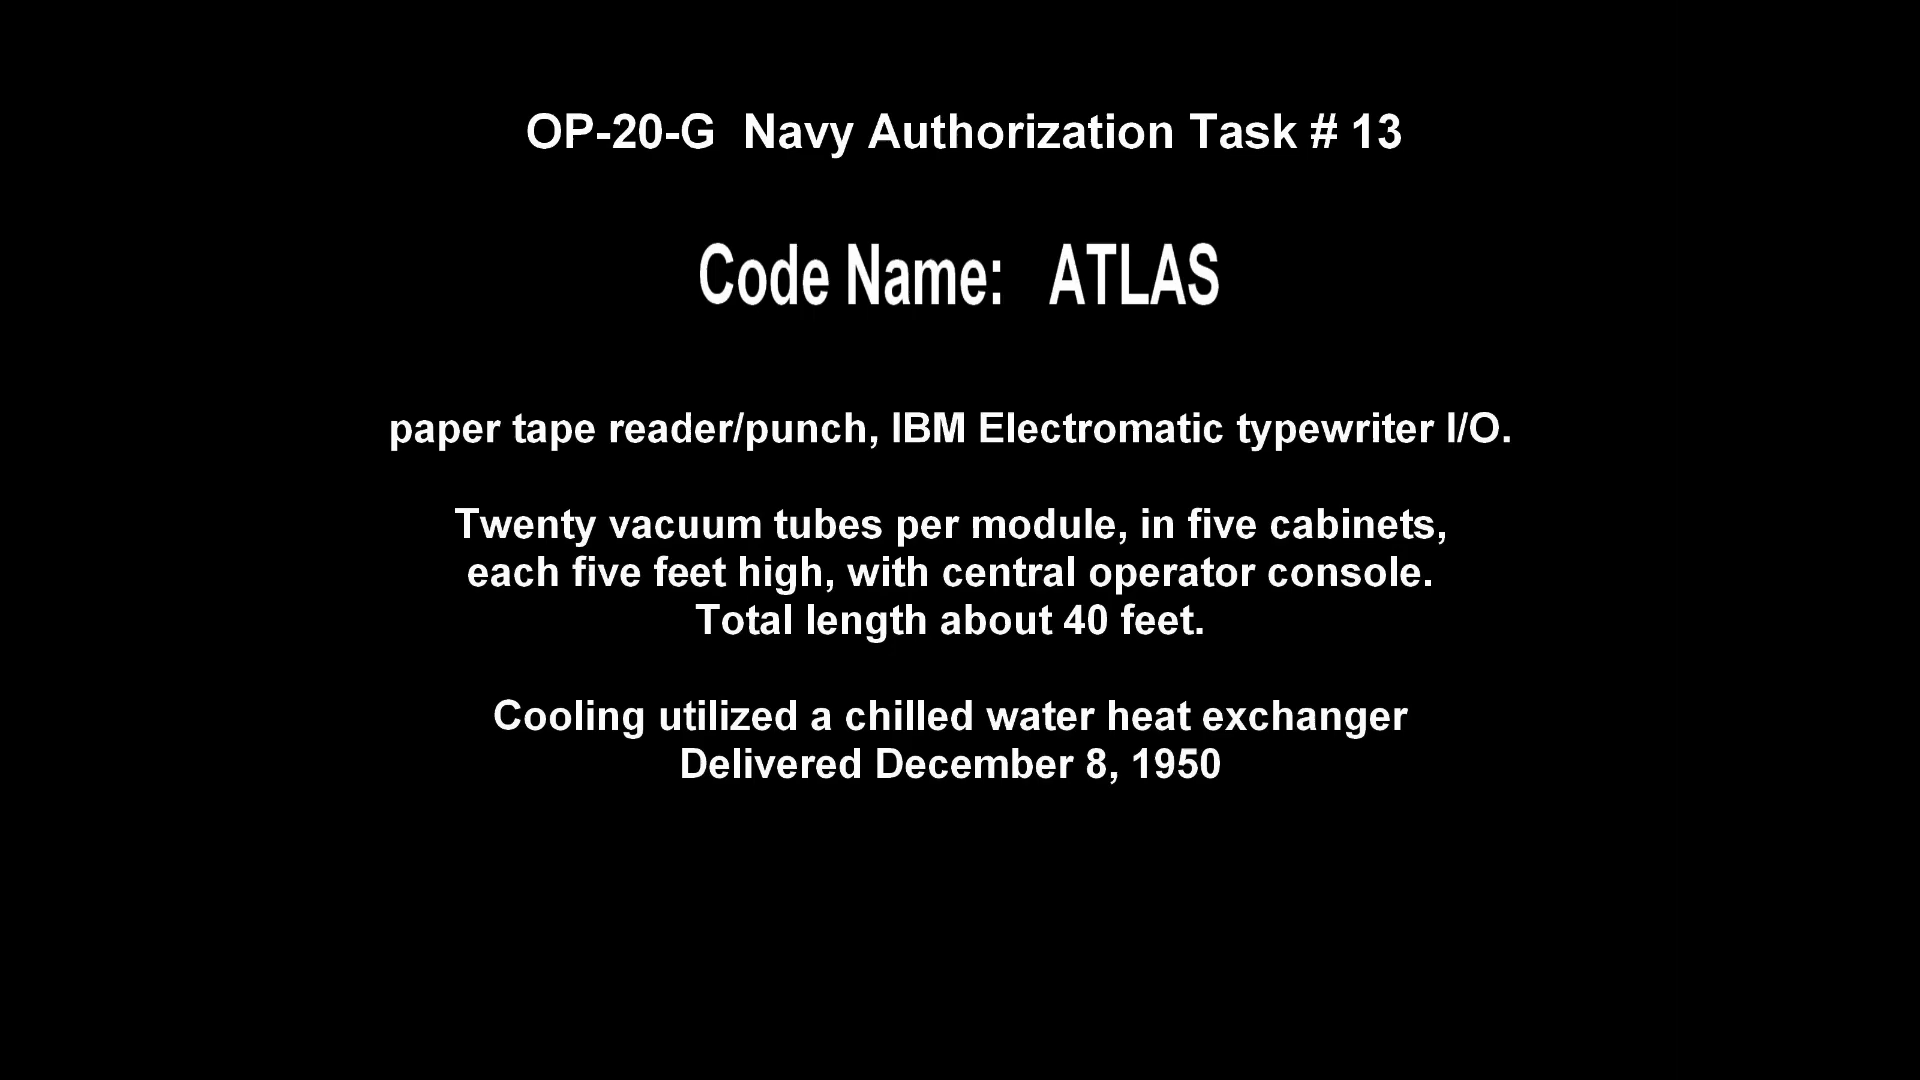 OP-20-G  Navy Authorization Task # 13
Code Name:   ATLAS
paper tape reader/punch, IBM Electromatic typewriter I/O.
Twenty vacuum tubes per module, in five cabinets,
each five feet high, with central operator console.
Total length about 40 feet.
Cooling utilized a chilled water heat exchanger
Delivered December 8, 1950